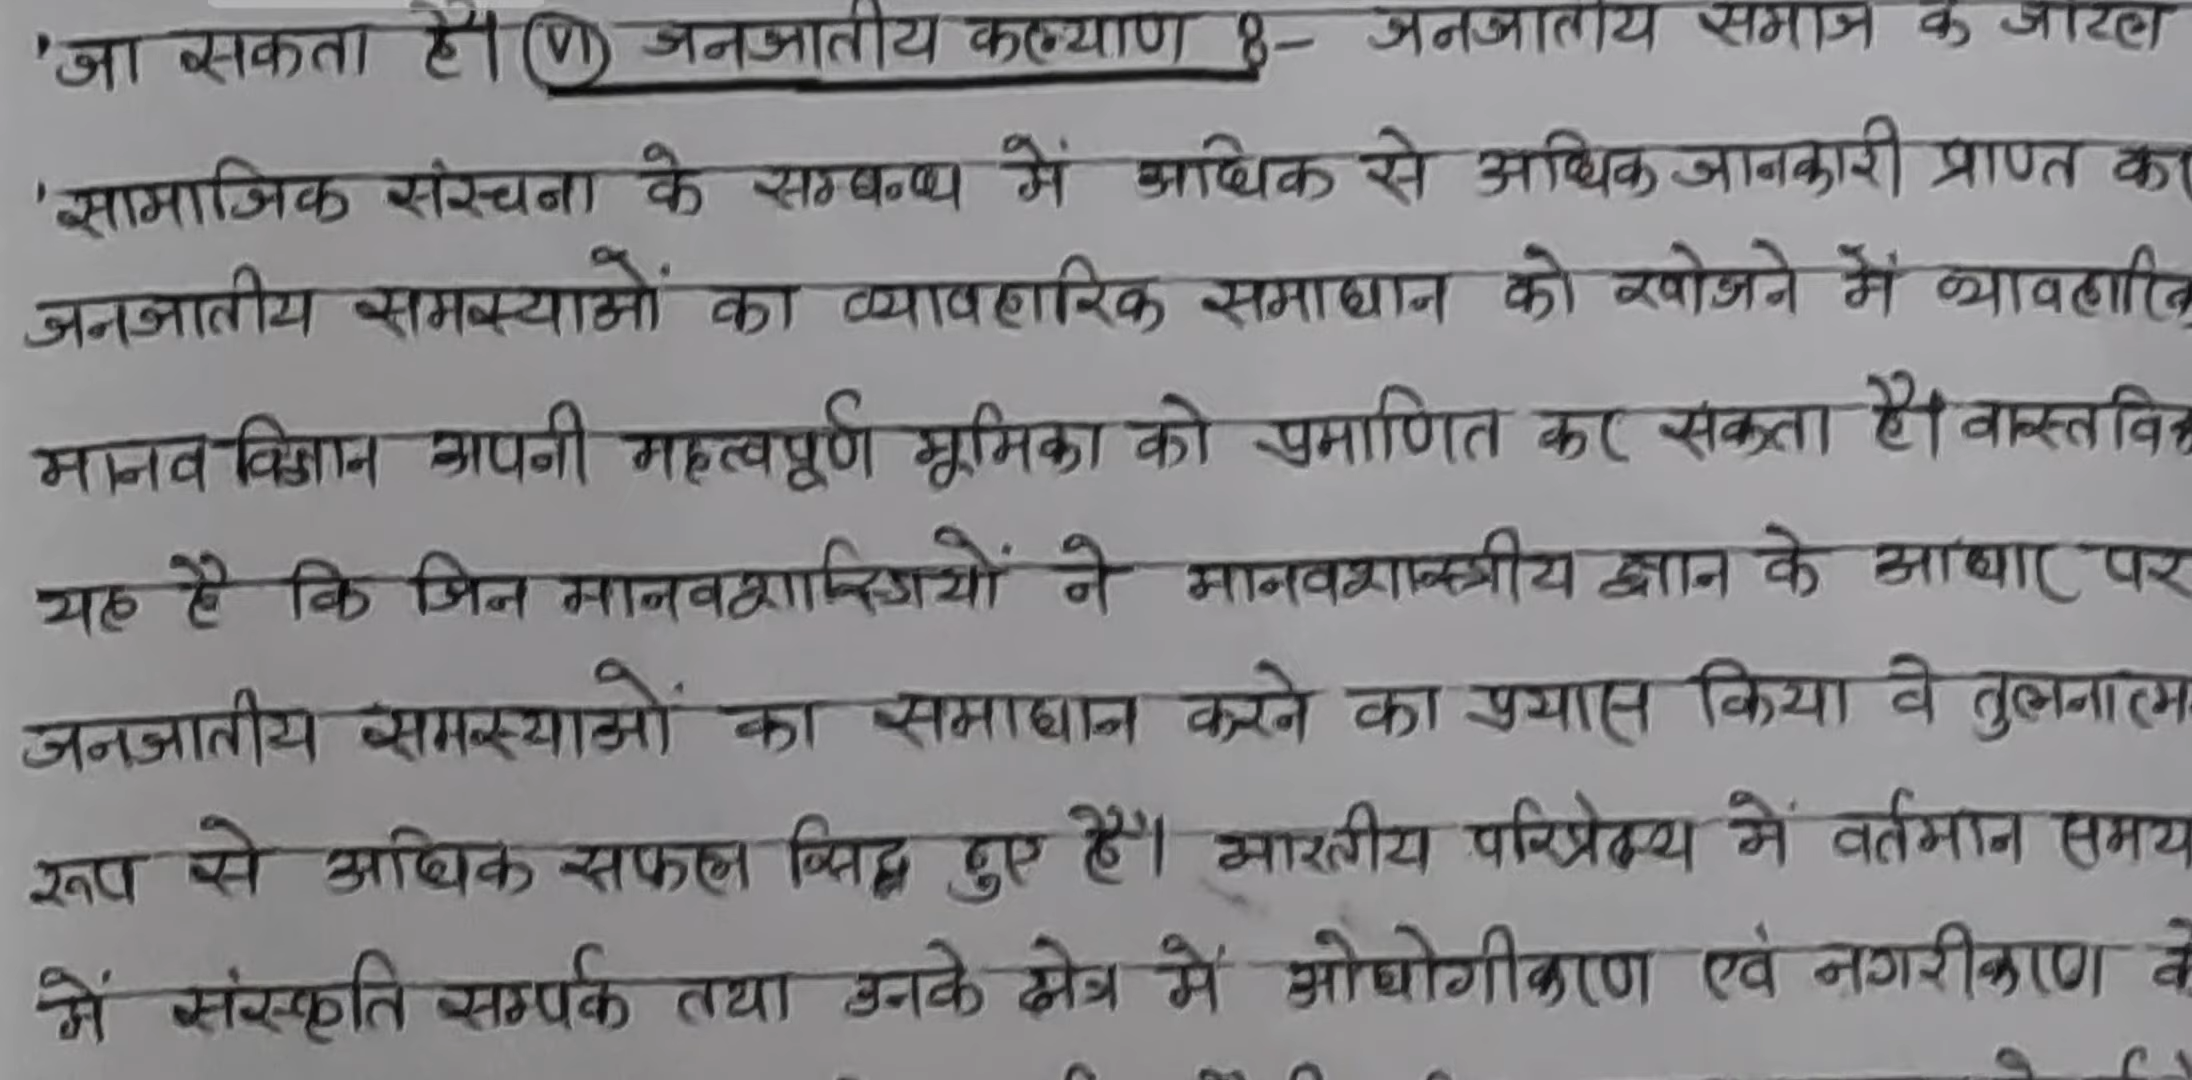 जा सकता है। (VI) जनजातीय कल्याण :- जनजातीय समाज के जटिल
सामाजिक संरचना के सम्बन्ध में अधिक से अधिक जानकारी प्राप्त कर
जनजातीय समस्याओं का व्यावहारिक समाधान को खोजने में व्यावहारिक
मानव विज्ञान अपनी महत्वपूर्ण भूमिका को प्रमाणित कर सकता है। वास्तविक
यह है कि जिन मानवशास्त्रियों ने मानवशास्त्रीय ज्ञान के आधार पर
जनजातीय समस्याओं का समाधान करने का प्रयास किया वे तुलनात्म
रूप से अधिक सफल सिद्ध हुए हैं। भारतीय परिप्रेक्ष्य में वर्तमान समय
में संस्कृति सम्पर्क तथा उनके क्षेत्र में औद्योगीकरण एवं नगरीकरण के